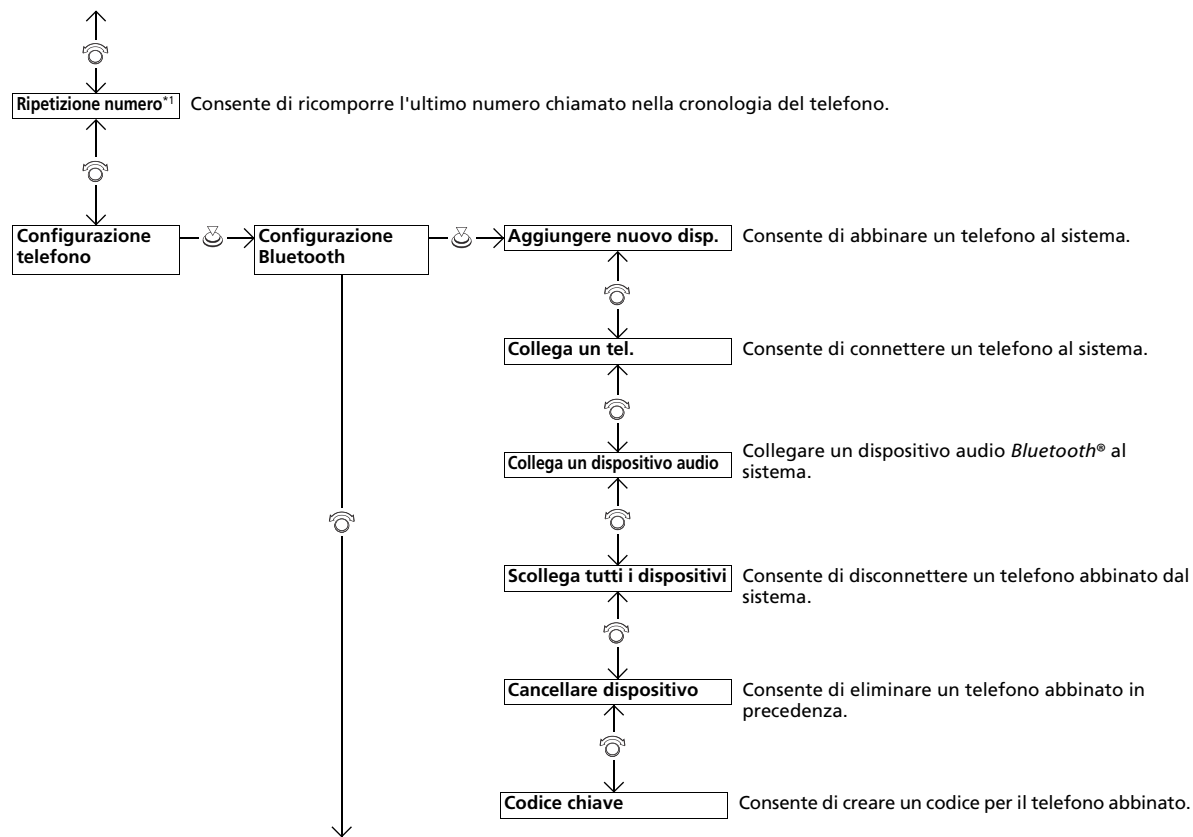 Ripetizione numero*1 Consente di ricomporre l'ultimo numero chiamato nella cronologia del telefono.
Configurazione
telefono
Configurazione
Bluetooth
Aggiungere nuovo disp. Consente di abbinare un telefono al sistema.
Collega un tel. Consente di connettere un telefono al sistema.
Collega un dispositivo audio
Collegare un dispositivo audio Bluetooth® al
sistema.
Scollega tutti i dispositivi
Consente di disconnettere un telefono abbinato dal
sistema.
Cancellare dispositivo
Consente di eliminare un telefono abbinato in
precedenza.
Codice chiave Consente di creare un codice per il telefono abbinato.